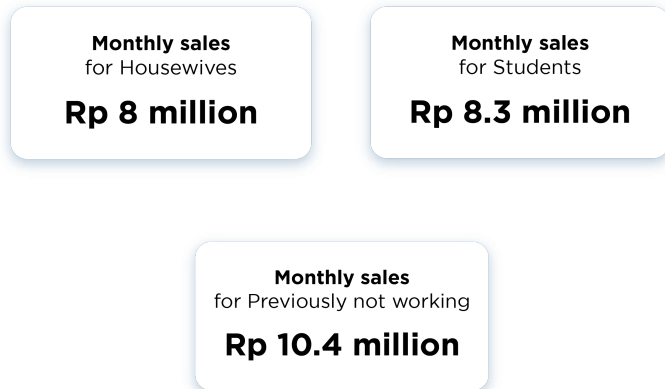 Monthly sales
for Housewives
Rp 8 million
Monthly sales
for Students
Rp 8.3 million
Monthly sales
for Previously not working
Rp 10.4 million